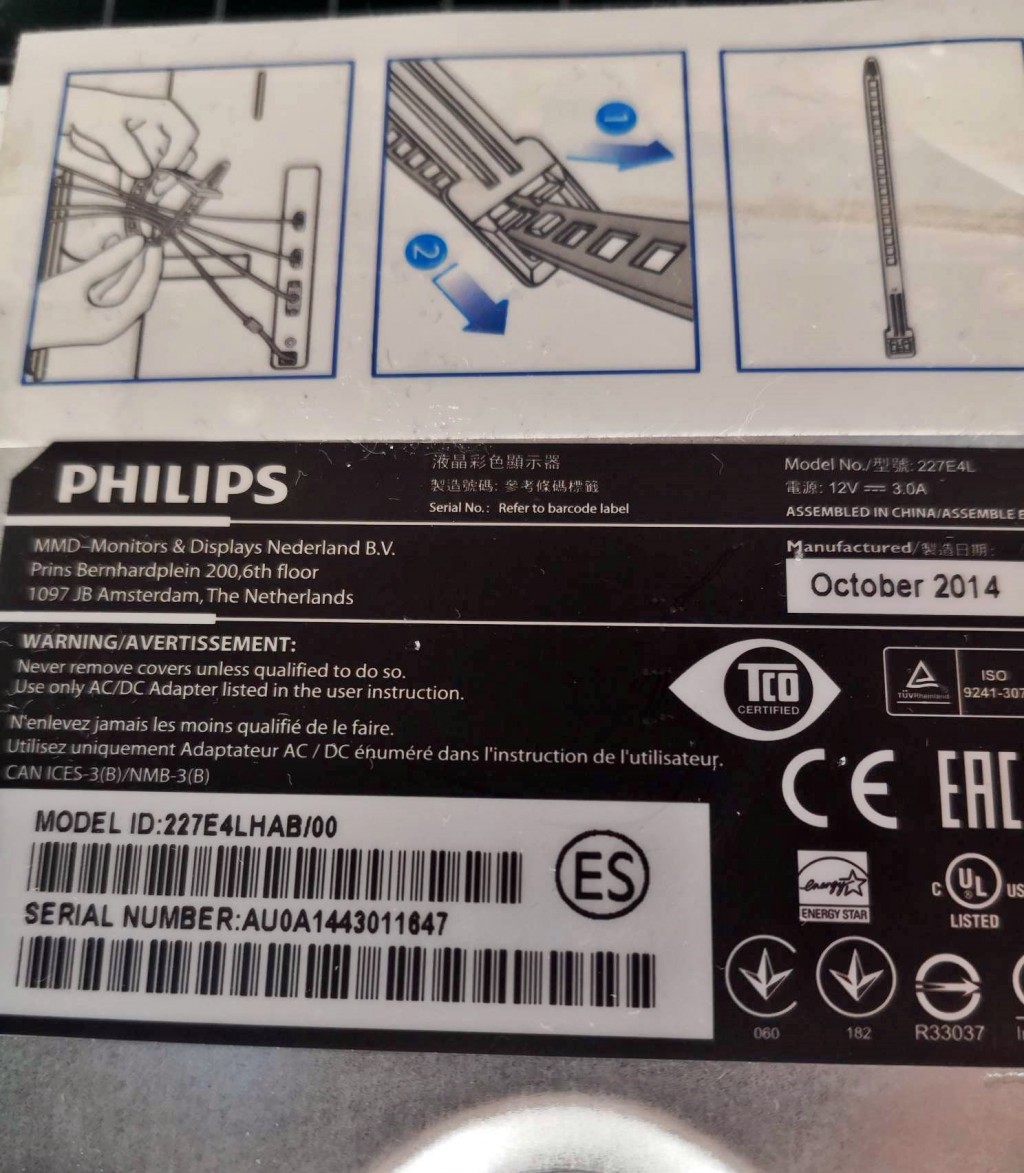 1
2
PHILIPS
液晶彩色顯示器
製造號碼: 參考條碼標籤
Serial No.: Refer to barcode label
Model No./型號: 227E4L
電源: 12V ⎓ 3.0A
ASSEMBLED IN CHINA/ASSEMBLE
MMD–Monitors & Displays Nederland B.V.
Prins Bernhardplein 200,6th floor
1097 JB Amsterdam, The Netherlands
Manufactured/製造日期:
October 2014
WARNING/AVERTISSEMENT:
Never remove covers unless qualified to do so.
Use only AC/DC Adapter listed in the user instruction.
N'enlevez jamais les moins qualifié de le faire.
Utilisez uniquement Adaptateur AC / DC énuméré dans l'instruction de l'utilisateur.
CAN ICES-3(B)/NMB-3(B)
TCO
CERTIFIED
TÜVRheinland
ISO
9241-307
CE
EAC
MODEL ID:227E4LHAB/00
SERIAL NUMBER:AU0A1443011647
ES
energy
ENERGY STAR
C UL US
LISTED
060
182
R33037